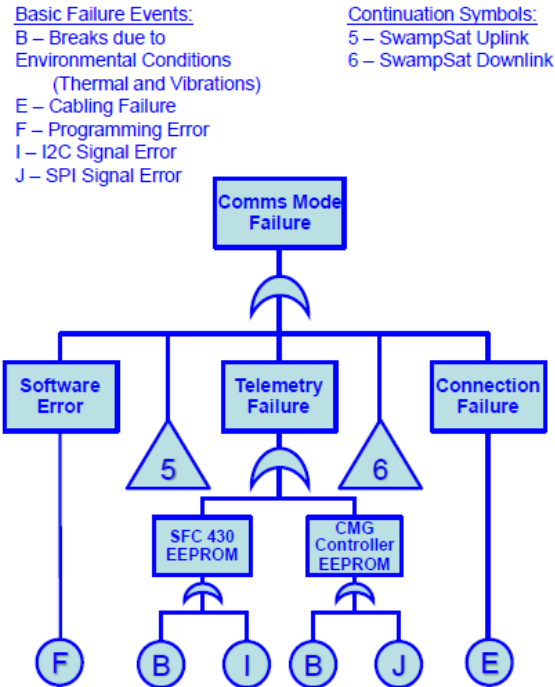 Basic Failure Events:
B – Breaks due to
Environmental Conditions
(Thermal and Vibrations)
E – Cabling Failure
F – Programming Error
I – I2C Signal Error
J – SPI Signal Error
Continuation Symbols:
5 – SwampSat Uplink
6 – SwampSat Downlink
Comms Mode
Failure
Software
Error
5
Telemetry
Failure
6
Connection
Failure
SFC 430
EEPROM
CMG
Controller
EEPROM
F
B
I
B
J
E